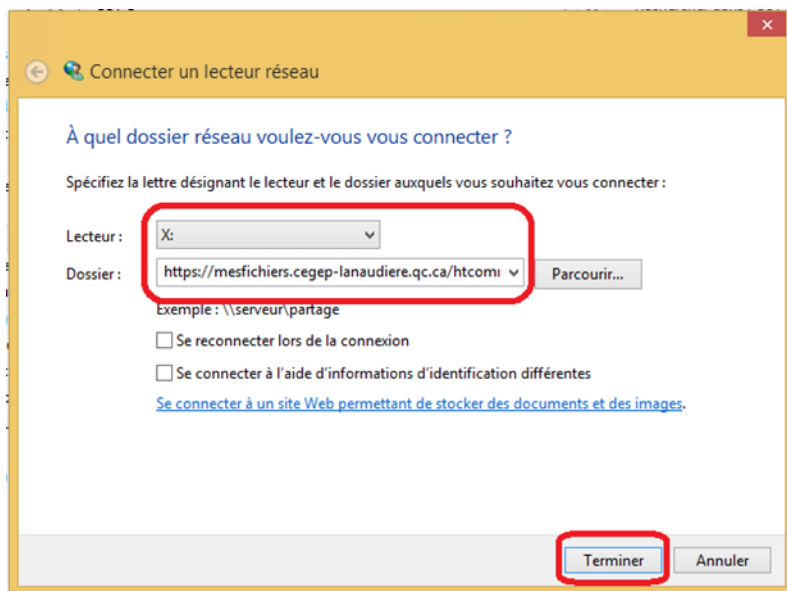 Connecter un lecteur réseau
À quel dossier réseau voulez-vous vous connecter ?
Spécifiez la lettre désignant le lecteur et le dossier auxquels vous souhaitez vous connecter :
Lecteur : X:
Dossier : https://mesfichiers.cegep-lanaudiere.qc.ca/htcom Parcourir...
Exemple : \\serveur\partage
Se reconnecter lors de la connexion
Se connecter à l'aide d'informations d'identification différentes
Se connecter à un site Web permettant de stocker des documents et des images.
Terminer Annuler